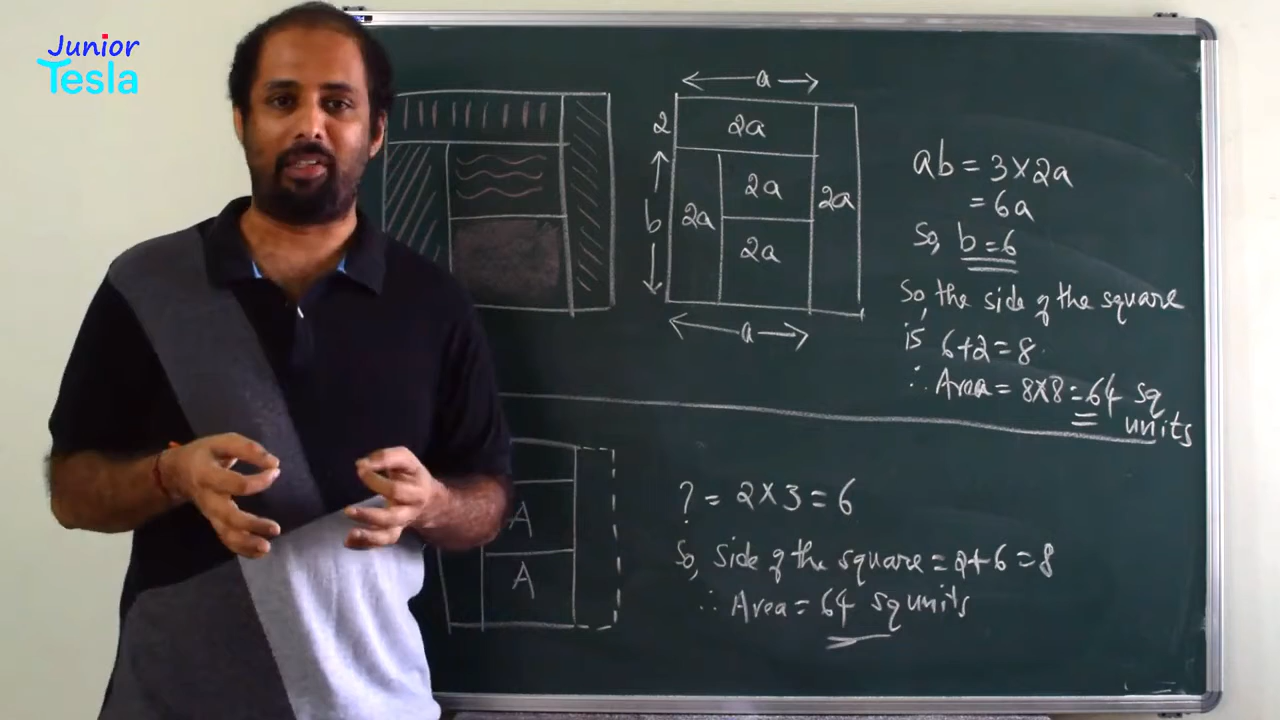 Junior
Tesla
a
2
2a
2a
b
2a
2a
2a
a
ab = 3 × 2a
= 6a
So, b = 6
So, the side of the square
is 6+2 = 8.
∴ Area = 8×8 = 64 sq
units
A
A
? = 2 × 3 = 6
So, side of the square = 2+6 = 8
∴ Area = 64 sq units